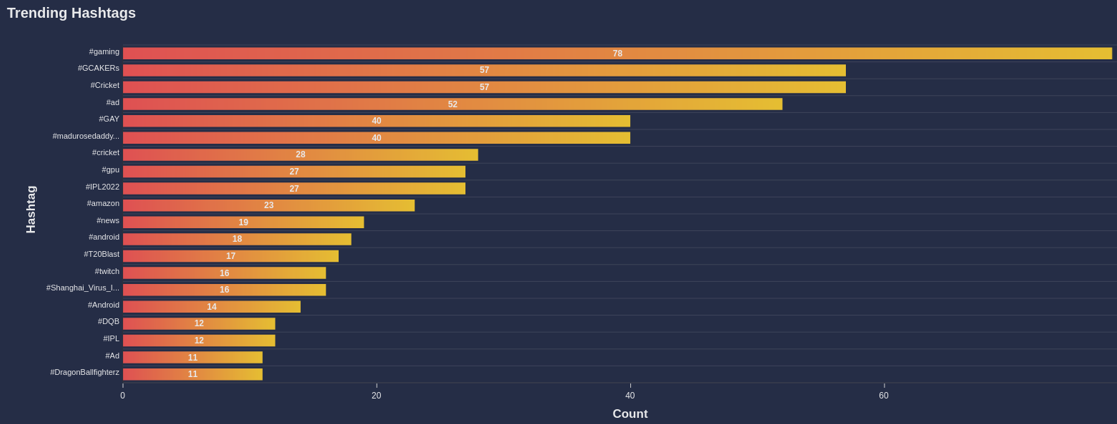 Trending Hashtags
#gaming 78
#GCAKERs 57
#Cricket 57
#ad 52
#GAY 40
#madurosedaddy... 40
#cricket 28
#gpu 27
#IPL2022 27
#amazon 23
#news 19
#android 18
#T20Blast 17
#twitch 16
#Shanghai_Virus_I... 16
#Android 14
#DQB 12
#IPL 12
#Ad 11
#DragonBallfighterz 11
Hashtag
0 20 40 60
Count